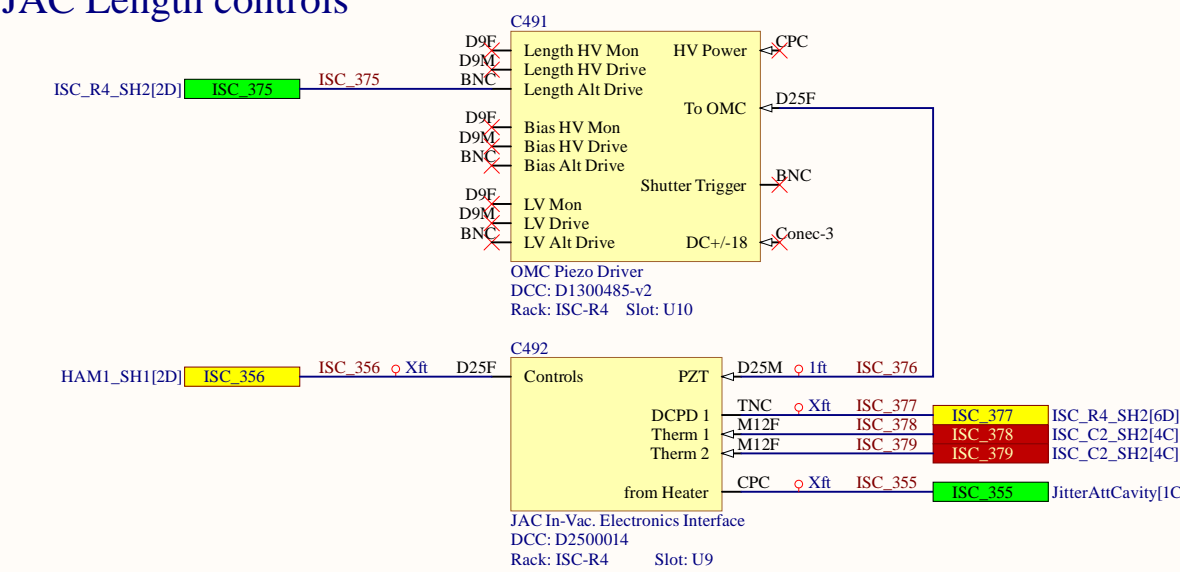 JAC Length controls
C491
D9F Length HV Mon HV Power CPC
D9M Length HV Drive
ISC_R4_SH2[2D] ISC_375 ISC_375 BNC Length Alt Drive
To OMC D25F
D9F Bias HV Mon
D9M Bias HV Drive
BNC Bias Alt Drive
Shutter Trigger BNC
D9F LV Mon
D9M LV Drive
BNC LV Alt Drive DC+/-18 Conec-3
OMC Piezo Driver
DCC: D1300485-v2
Rack: ISC-R4 Slot: U10
C492
HAM1_SH1[2D] ISC_356 ISC_356 Xft D25F Controls PZT D25M 1ft ISC_376
DCPD 1 TNC Xft ISC_377 ISC_377 ISC_R4_SH2[6D]
Therm 1 M12F ISC_378 ISC_378 ISC_C2_SH2[4C]
Therm 2 M12F ISC_379 ISC_379 ISC_C2_SH2[4C]
from Heater CPC Xft ISC_355 ISC_355 JitterAttCavity[1C
JAC In-Vac. Electronics Interface
DCC: D2500014
Rack: ISC-R4 Slot: U9